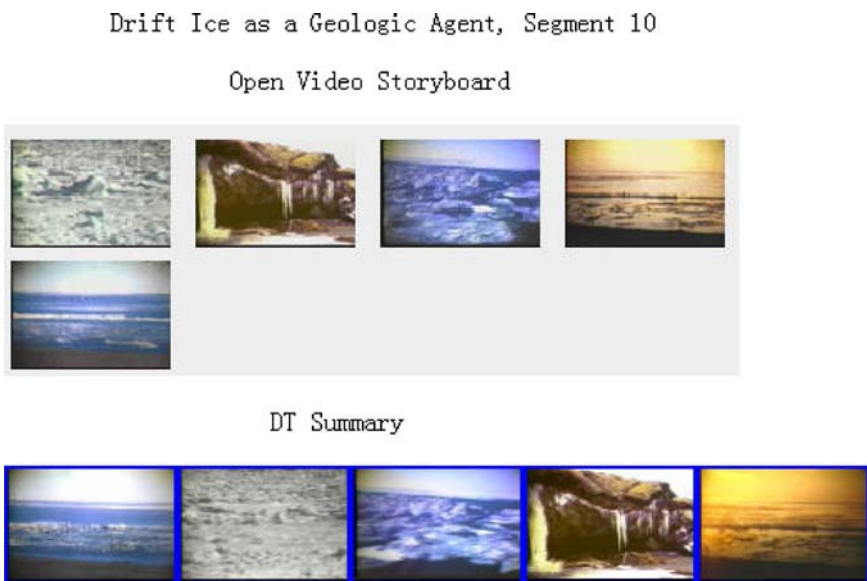 Drift Ice as a Geologic Agent, Segment 10
Open Video Storyboard
DT Summary